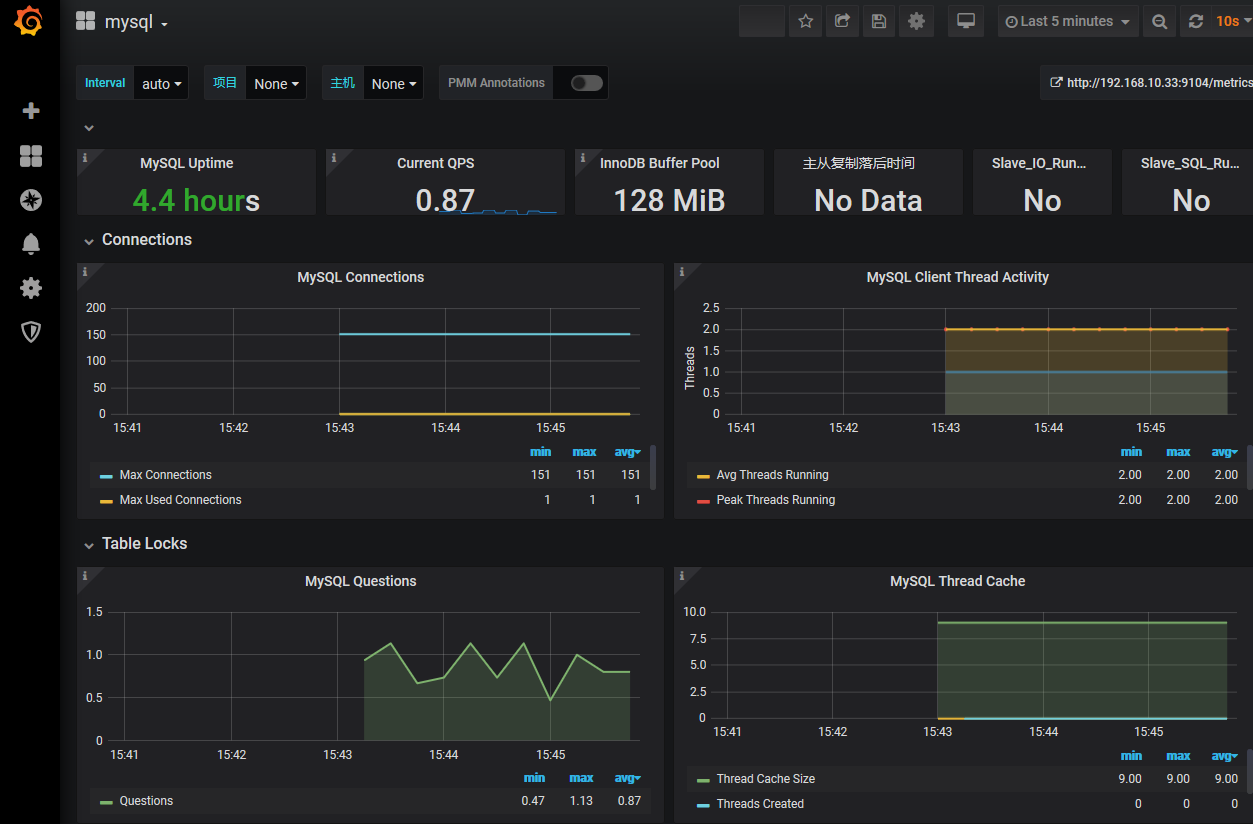 mysql
Last 5 minutes
10s
Interval auto 项目 None 主机 None PMM Annotations http://192.168.10.33:9104/metrics
MySQL Uptime
4.4 hours
Current QPS
0.87
InnoDB Buffer Pool
128 MiB
主从复制落后时间
No Data
Slave_IO_Run...
No
Slave_SQL_Ru...
No
Connections
MySQL Connections
200
150
100
50
0
15:41 15:42 15:43 15:44 15:45
min max avg
Max Connections 151 151 151
Max Used Connections 1 1 1
MySQL Client Thread Activity
Threads
2.5
2.0
1.5
1.0
0.5
0
15:41 15:42 15:43 15:44 15:45
min max avg
Avg Threads Running 2.00 2.00 2.00
Peak Threads Running 2.00 2.00 2.00
Table Locks
MySQL Questions
1.5
1.0
0.5
0
15:41 15:42 15:43 15:44 15:45
min max avg
Questions 0.47 1.13 0.87
MySQL Thread Cache
10.0
7.5
5.0
2.5
0
15:41 15:42 15:43 15:44 15:45
min max avg
Thread Cache Size 9.00 9.00 9.00
Threads Created 0 0 0